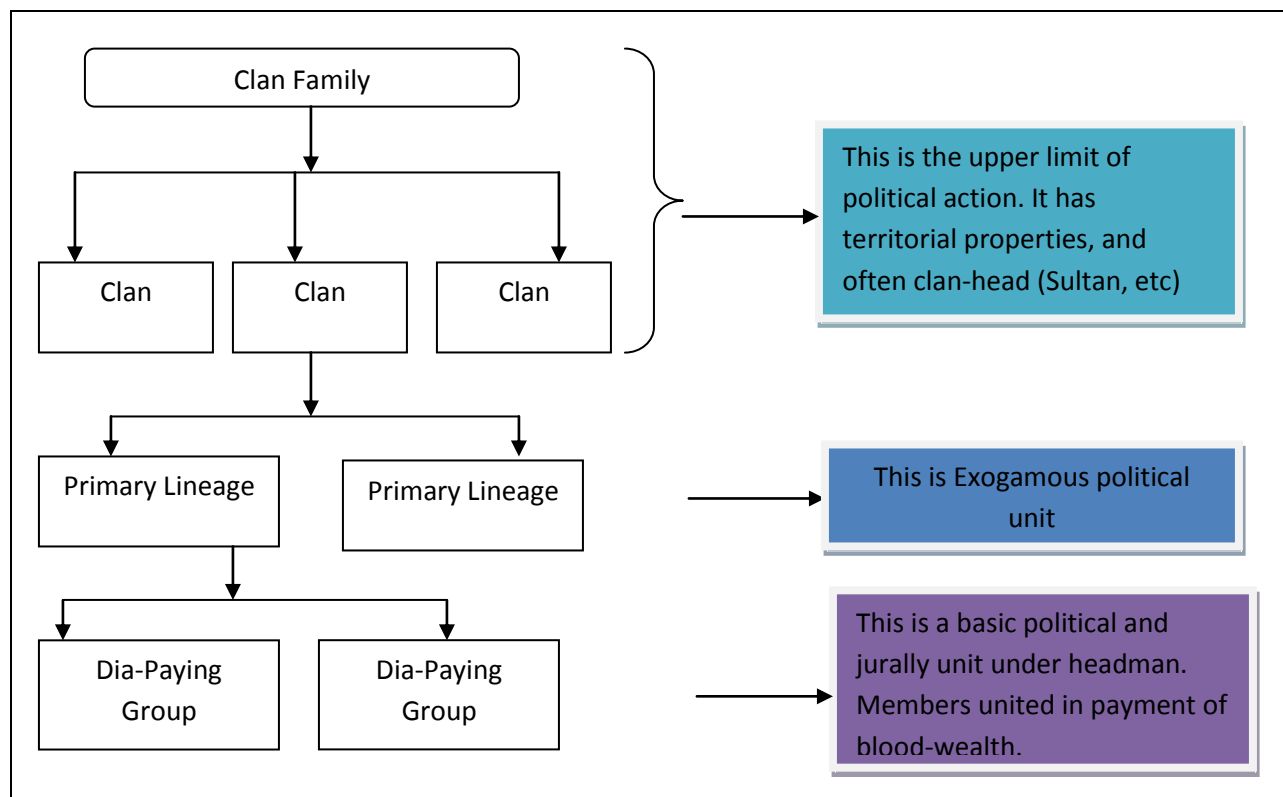 Clan Family
This is the upper limit of
political action. It has
territorial properties, and
often clan-head (Sultan, etc)
Clan
Clan
Clan
Primary Lineage
Primary Lineage
This is Exogamous political
unit
Dia-Paying
Group
Dia-Paying
Group
This is a basic political and
jurally unit under headman.
Members united in payment of
blood-wealth.